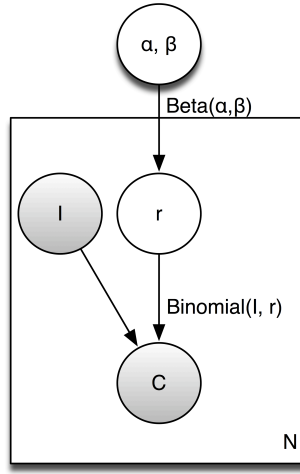 α, β
Beta(α,β)
I
r
Binomial(I, r)
C
N